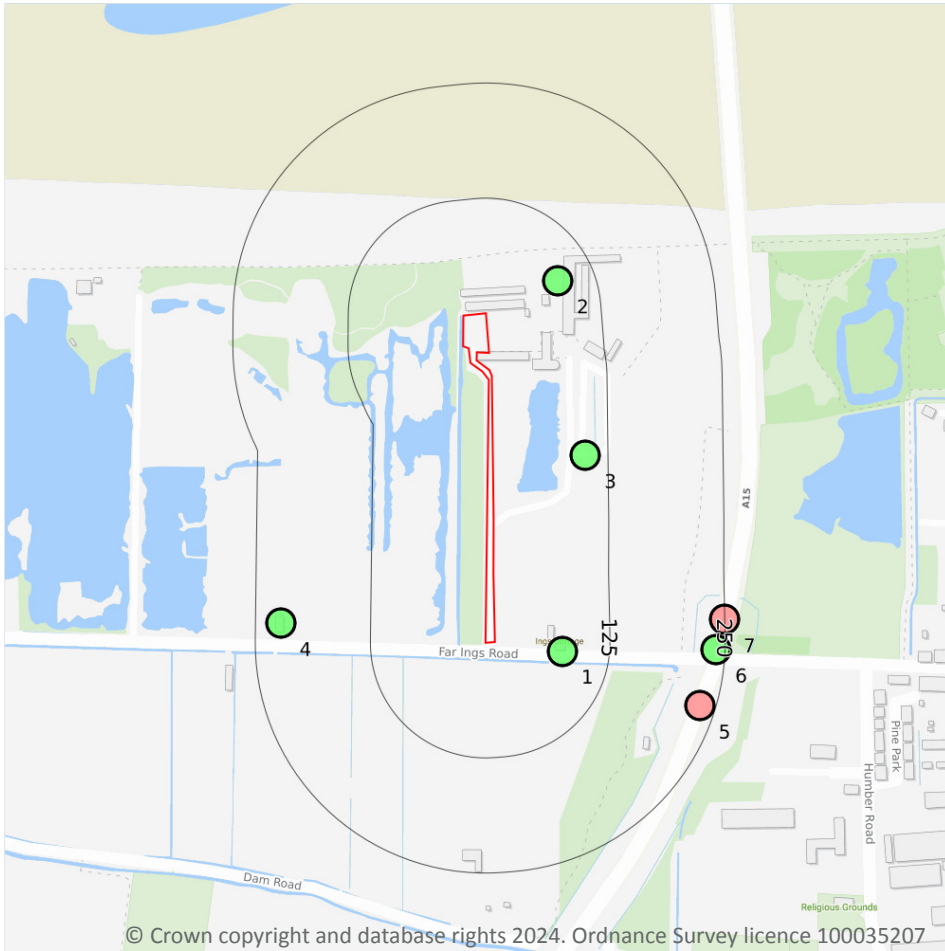 2
3
A15
4
Far Ings Road
125
1
250
7
6
5
Pine Park
Humber Road
Dam Road
Religious Grounds
© Crown copyright and database rights 2024. Ordnance Survey licence 100035207